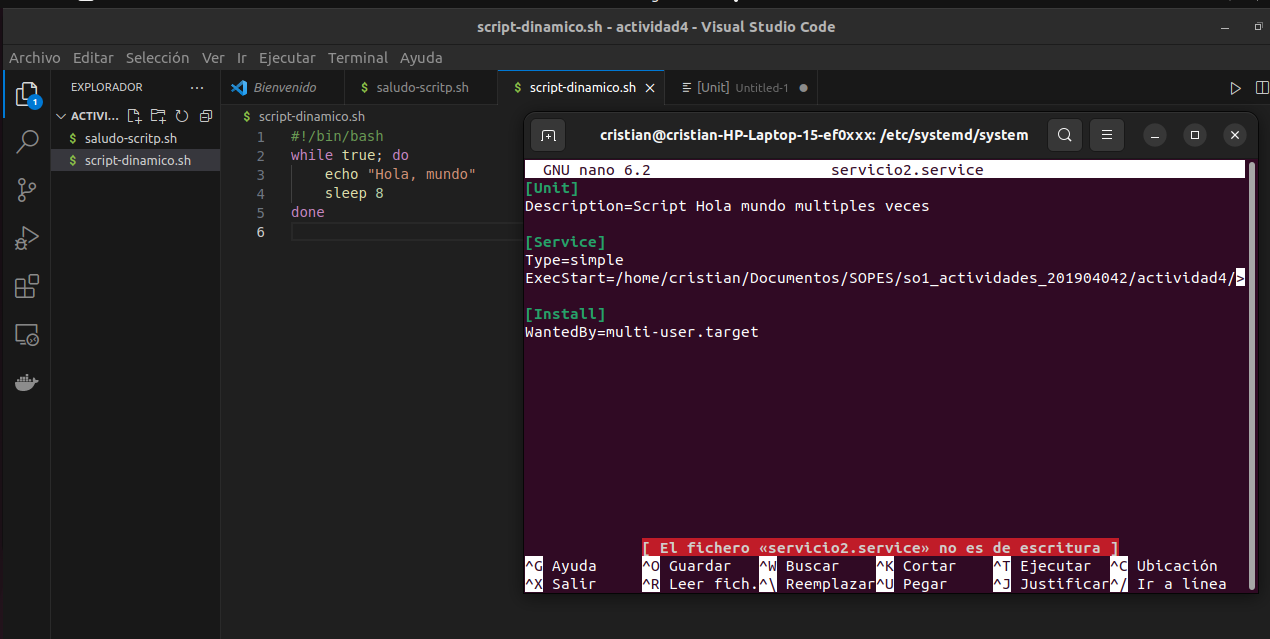 script-dinamico.sh - actividad4 - Visual Studio Code
Archivo Editar Selección Ver Ir Ejecutar Terminal Ayuda
EXPLORADOR
ACTIVI...
saludo-scritp.sh
script-dinamico.sh
1
Bienvenido
$ saludo-scritp.sh
$ script-dinamico.sh
[Unit] Untitled-1
$ script-dinamico.sh
1 #!/bin/bash
2 while true; do
3 echo "Hola, mundo"
4 sleep 8
5 done
6
cristian@cristian-HP-Laptop-15-ef0xxx: /etc/systemd/system
GNU nano 6.2 servicio2.service
[Unit]
Description=Script Hola mundo multiples veces
[Service]
Type=simple
ExecStart=/home/cristian/Documentos/SOPES/so1_actividades_201904042/actividad4/>
[Install]
WantedBy=multi-user.target
[ El fichero «servicio2.service» no es de escritura ]
^G Ayuda ^O Guardar ^W Buscar ^K Cortar ^T Ejecutar ^C Ubicación
^X Salir ^R Leer fich. ^\ Reemplazar ^U Pegar ^J Justificar ^/ Ir a línea